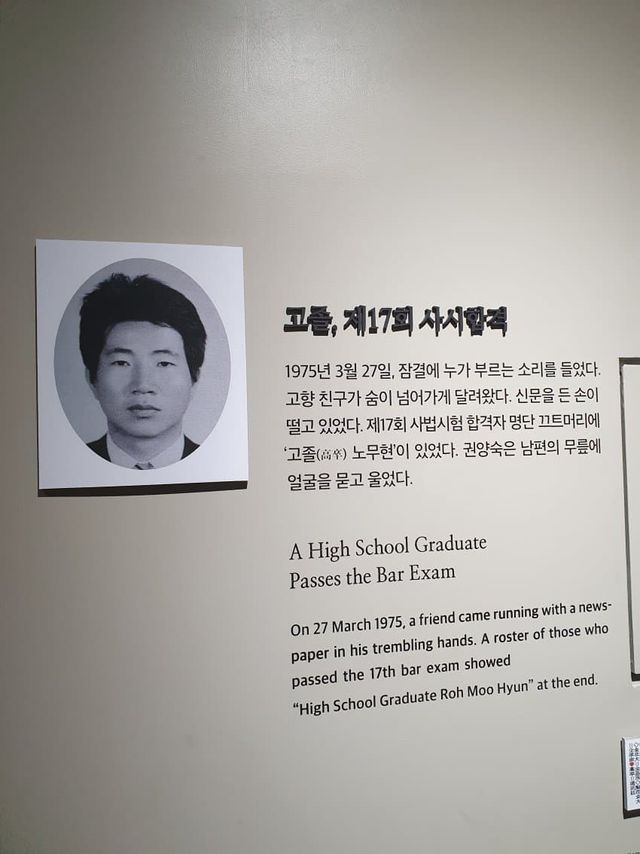 고졸, 제17회 사시합격
1975년 3월 27일, 잠결에 누가 부르는 소리를 들었다.
고향 친구가 숨이 넘어가게 달려왔다. 신문을 든 손이
떨고 있었다. 제17회 사법시험 합격자 명단 끄트머리에
‘고졸(高卒) 노무현’이 있었다. 권양숙은 남편의 무릎에
얼굴을 묻고 울었다.
A High School Graduate
Passes the Bar Exam
On 27 March 1975, a friend came running with a news-
paper in his trembling hands. A roster of those who
passed the 17th bar exam showed
“High School Graduate Roh Moo Hyun” at the end.